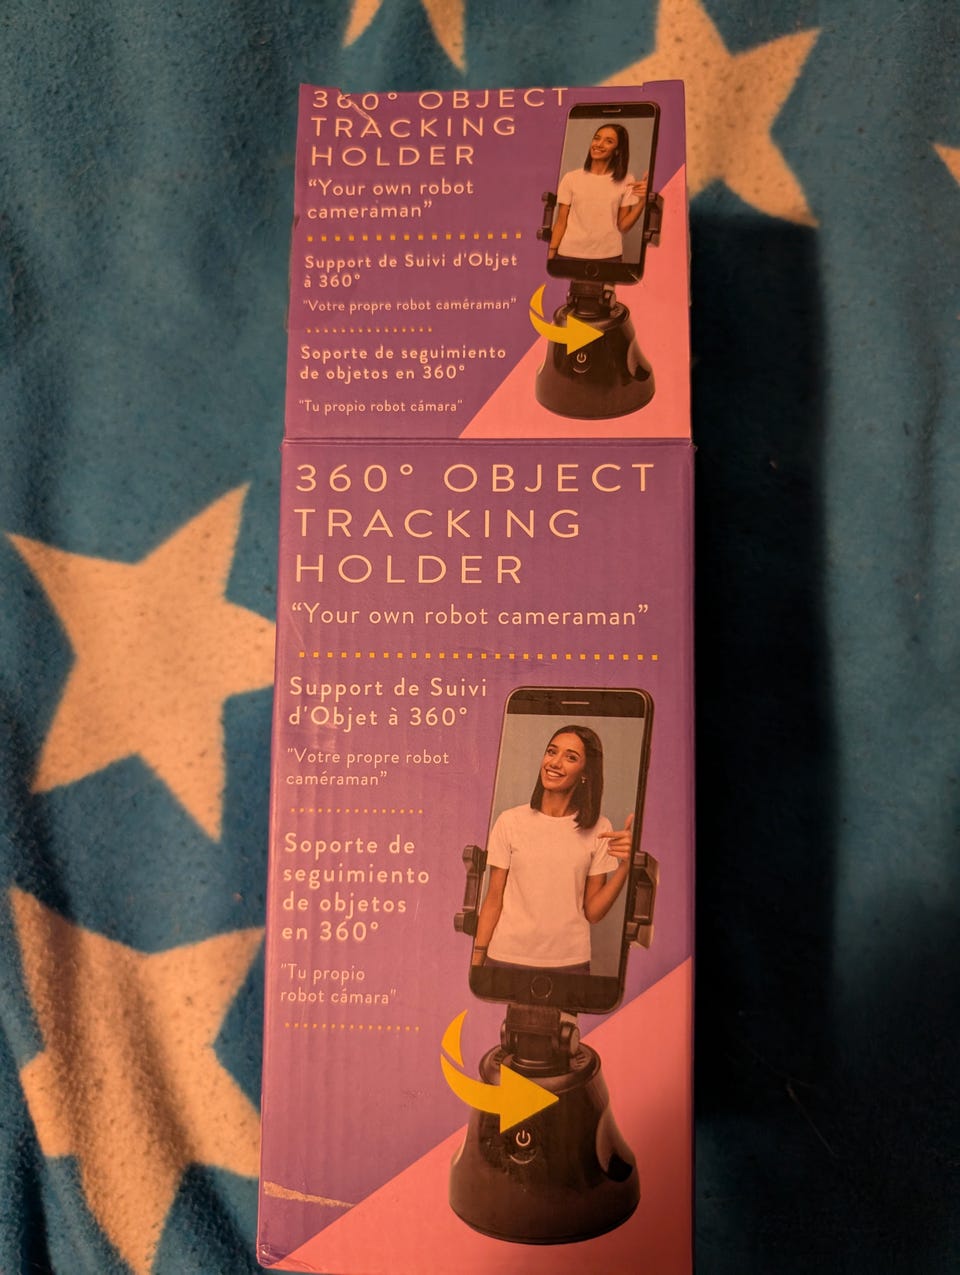 360° OBJECT
TRACKING
HOLDER
“Your own robot
cameraman”
Support de Suivi d'Objet
à 360°
"Votre propre robot caméraman”
Soporte de seguimiento
de objetos en 360°
"Tu propio robot cámara"
360° OBJECT
TRACKING
HOLDER
“Your own robot cameraman”
Support de Suivi
d'Objet à 360°
"Votre propre robot
caméraman”
Soporte de
seguimiento
de objetos
en 360°
"Tu propio
robot cámara"